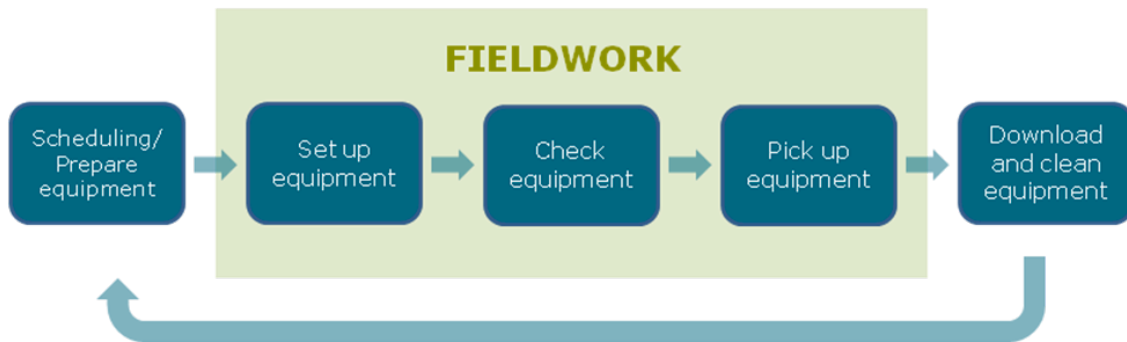 FIELDWORK
Scheduling/
Prepare
equipment
Set up
equipment
Check
equipment
Pick up
equipment
Download
and clean
equipment